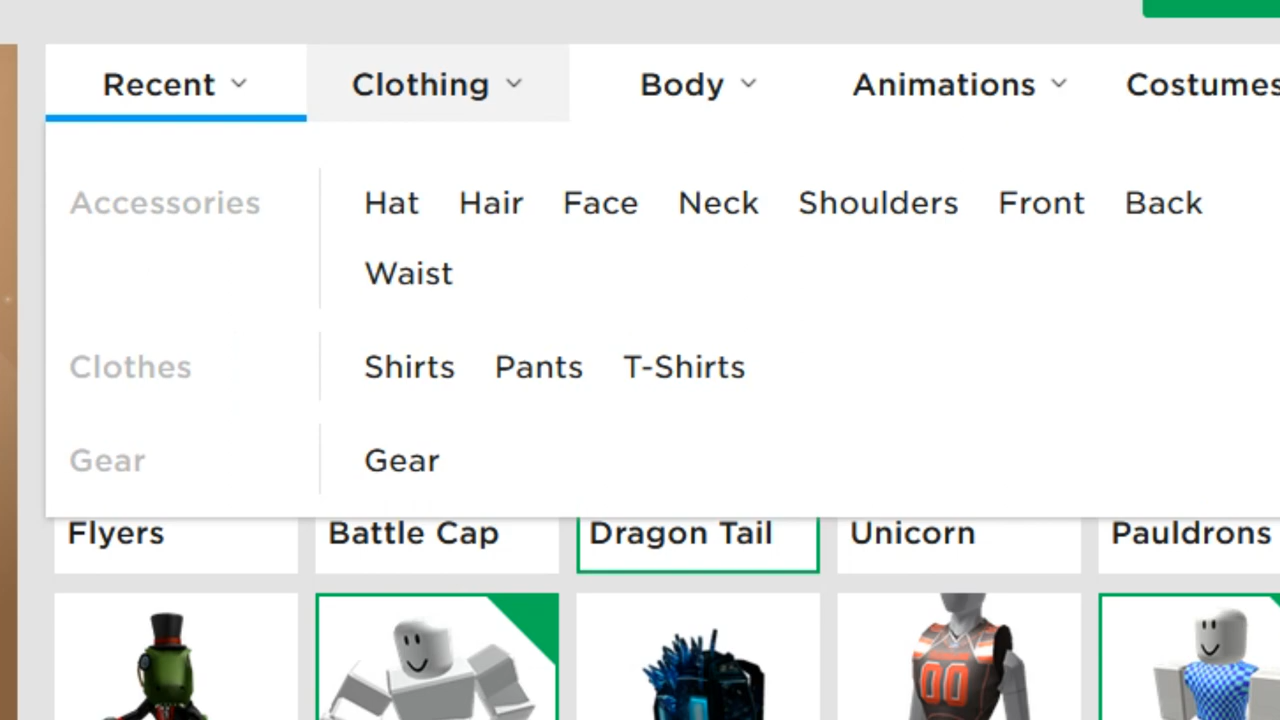 Recent Clothing Body Animations Costumes
Accessories Hat Hair Face Neck Shoulders Front Back
Waist
Clothes Shirts Pants T-Shirts
Gear Gear
Flyers Battle Cap Dragon Tail Unicorn Pauldrons
00